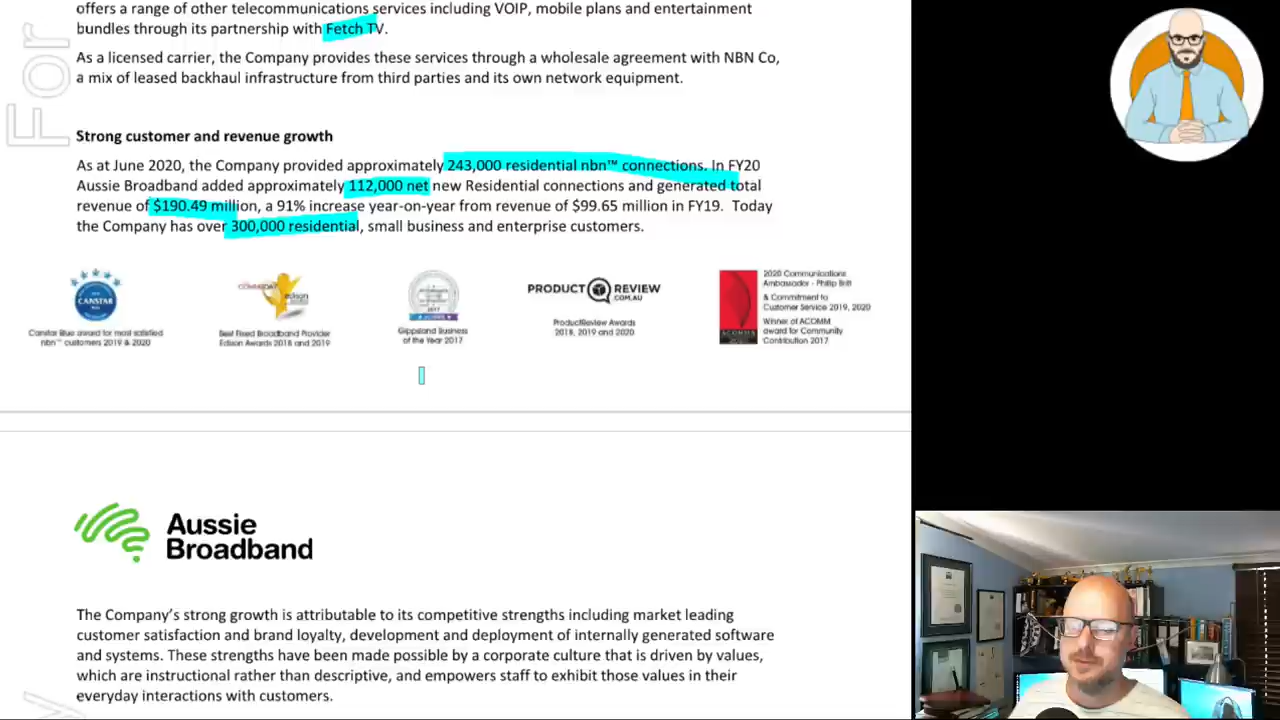 For
offers a range of other telecommunications services including VOIP, mobile plans and entertainment
bundles through its partnership with Fetch TV.
As a licensed carrier, the Company provides these services through a wholesale agreement with NBN Co,
a mix of leased backhaul infrastructure from third parties and its own network equipment.
Strong customer and revenue growth
As at June 2020, the Company provided approximately 243,000 residential nbn™ connections. In FY20
Aussie Broadband added approximately 112,000 net new Residential connections and generated total
revenue of $190.49 million, a 91% increase year-on-year from revenue of $99.65 million in FY19. Today
the Company has over 300,000 residential, small business and enterprise customers.
CANSTAR
Canstar Blue award for most satisfied
nbn™ customers 2019 & 2020
COMMSDAY
edison
Best Fixed Broadband Provider
Edison Awards 2018 and 2019
2017
Gippsland Business
of the Year 2017
PRODUCT REVIEW
.COM.AU
ProductReview Awards
2018, 2019 and 2020
ACOMMS
2020 Communications
Ambassador - Phillip Britt
& Commitment to
Customer Service 2019, 2020
Winner of ACOMM
award for Community
Contribution 2017
Aussie
Broadband
The Company's strong growth is attributable to its competitive strengths including market leading
customer satisfaction and brand loyalty, development and deployment of internally generated software
and systems. These strengths have been made possible by a corporate culture that is driven by values,
which are instructional rather than descriptive, and empowers staff to exhibit those values in their
everyday interactions with customers.